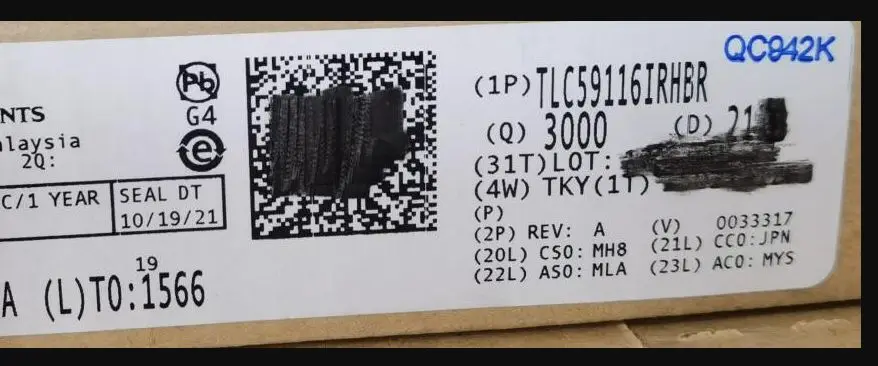 QC942K
NTS
laysia
2Q:
Pb
G4
e
C/1 YEAR
SEAL DT
10/19/21
19
A (L)TO:1566
(1P) TLC59116IRHBR
(Q) 3000 (D) 21
(31T) LOT:
(4W) TKY(1T)
(P)
(2P) REV: A (V) 0033317
(20L) CSO: MH8 (21L) CCO: JPN
(22L) ASO: MLA (23L) ACO: MYS